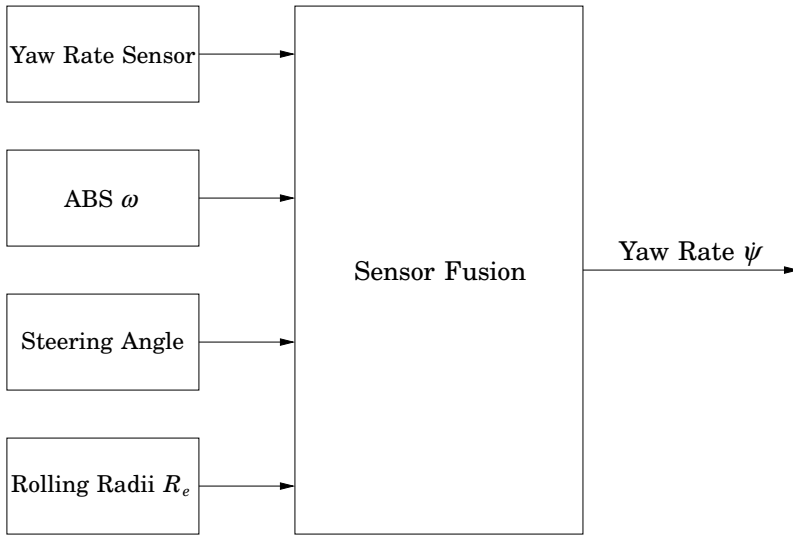 Yaw Rate Sensor
ABS ω
Steering Angle
Rolling Radii Rₑ
Sensor Fusion
Yaw Rate ψ̇